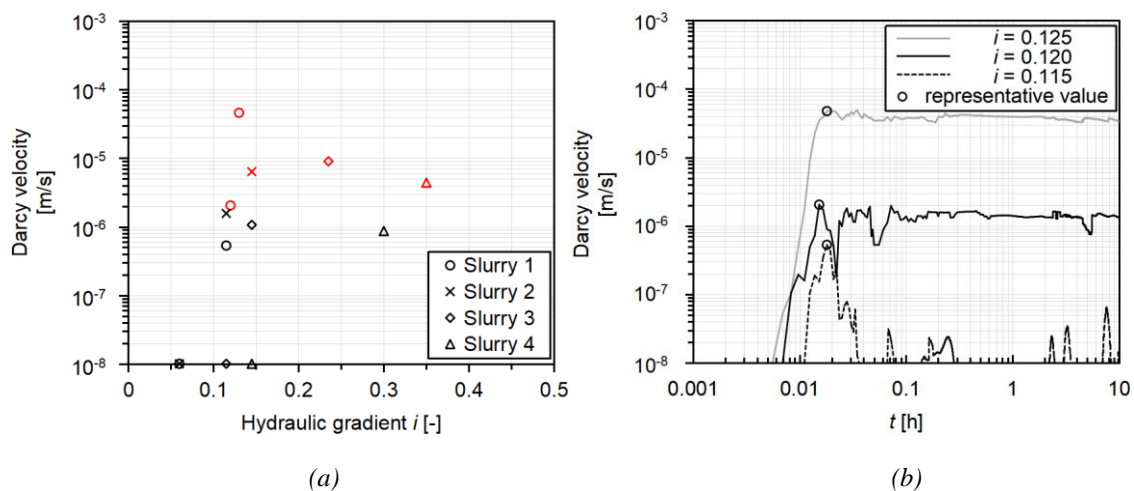 10-3
10-4
10-5
10-6
10-7
10-8
Darcy velocity
[m/s]
0 0.1 0.2 0.3 0.4 0.5
Hydraulic gradient i [-]
Slurry 1
Slurry 2
Slurry 3
Slurry 4
(a)
10-3
10-4
10-5
10-6
10-7
10-8
Darcy velocity
[m/s]
i = 0.125
i = 0.120
i = 0.115
representative value
0.001 0.01 0.1 1 10
t [h]
(b)